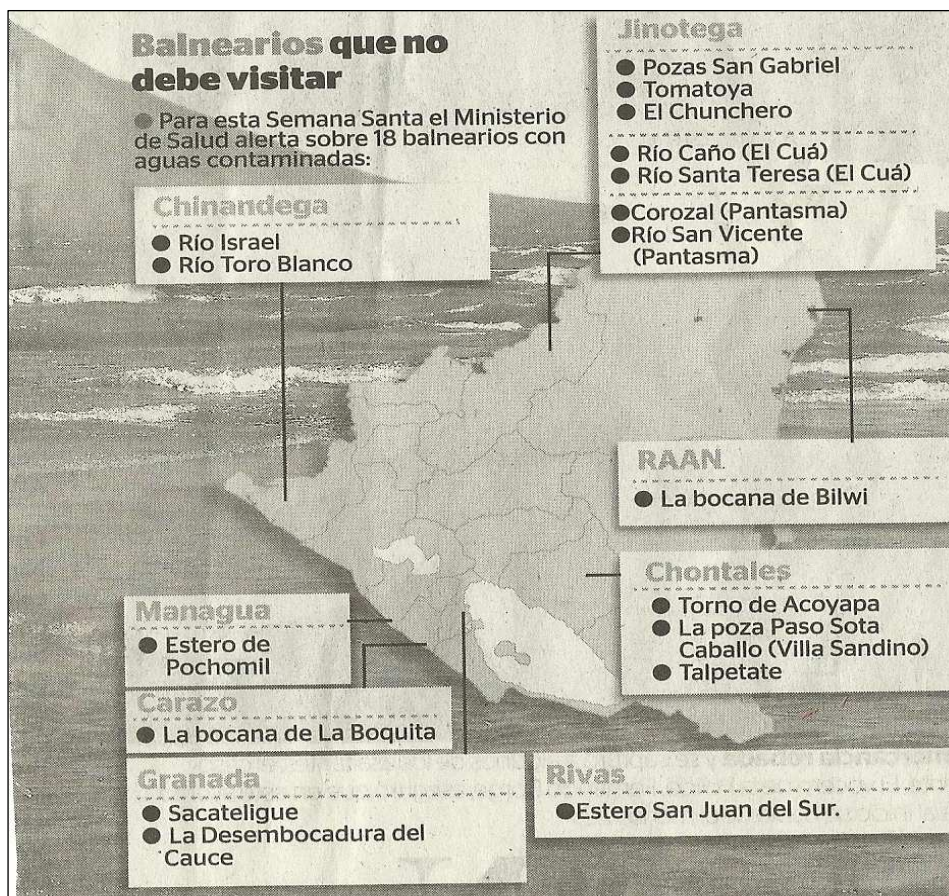 Balnearios que no
debe visitar
● Para esta Semana Santa el Ministerio
de Salud alerta sobre 18 balnearios con
aguas contaminadas:
Chinandega
● Río Israel
● Río Toro Blanco
Jinotega
● Pozas San Gabriel
● Tomatoya
● El Chunchero
● Río Caño (El Cuá)
● Río Santa Teresa (El Cuá)
● Corozal (Pantasma)
● Río San Vicente
(Pantasma)
RAAN
● La bocana de Bilwi
Chontales
● Torno de Acoyapa
● La poza Paso Sota
Caballo (Villa Sandino)
● Talpetate
Managua
● Estero de
Pochomil
Carazo
● La bocana de La Boquita
Granada
● Sacateligue
● La Desembocadura del
Cauce
Rivas
● Estero San Juan del Sur.